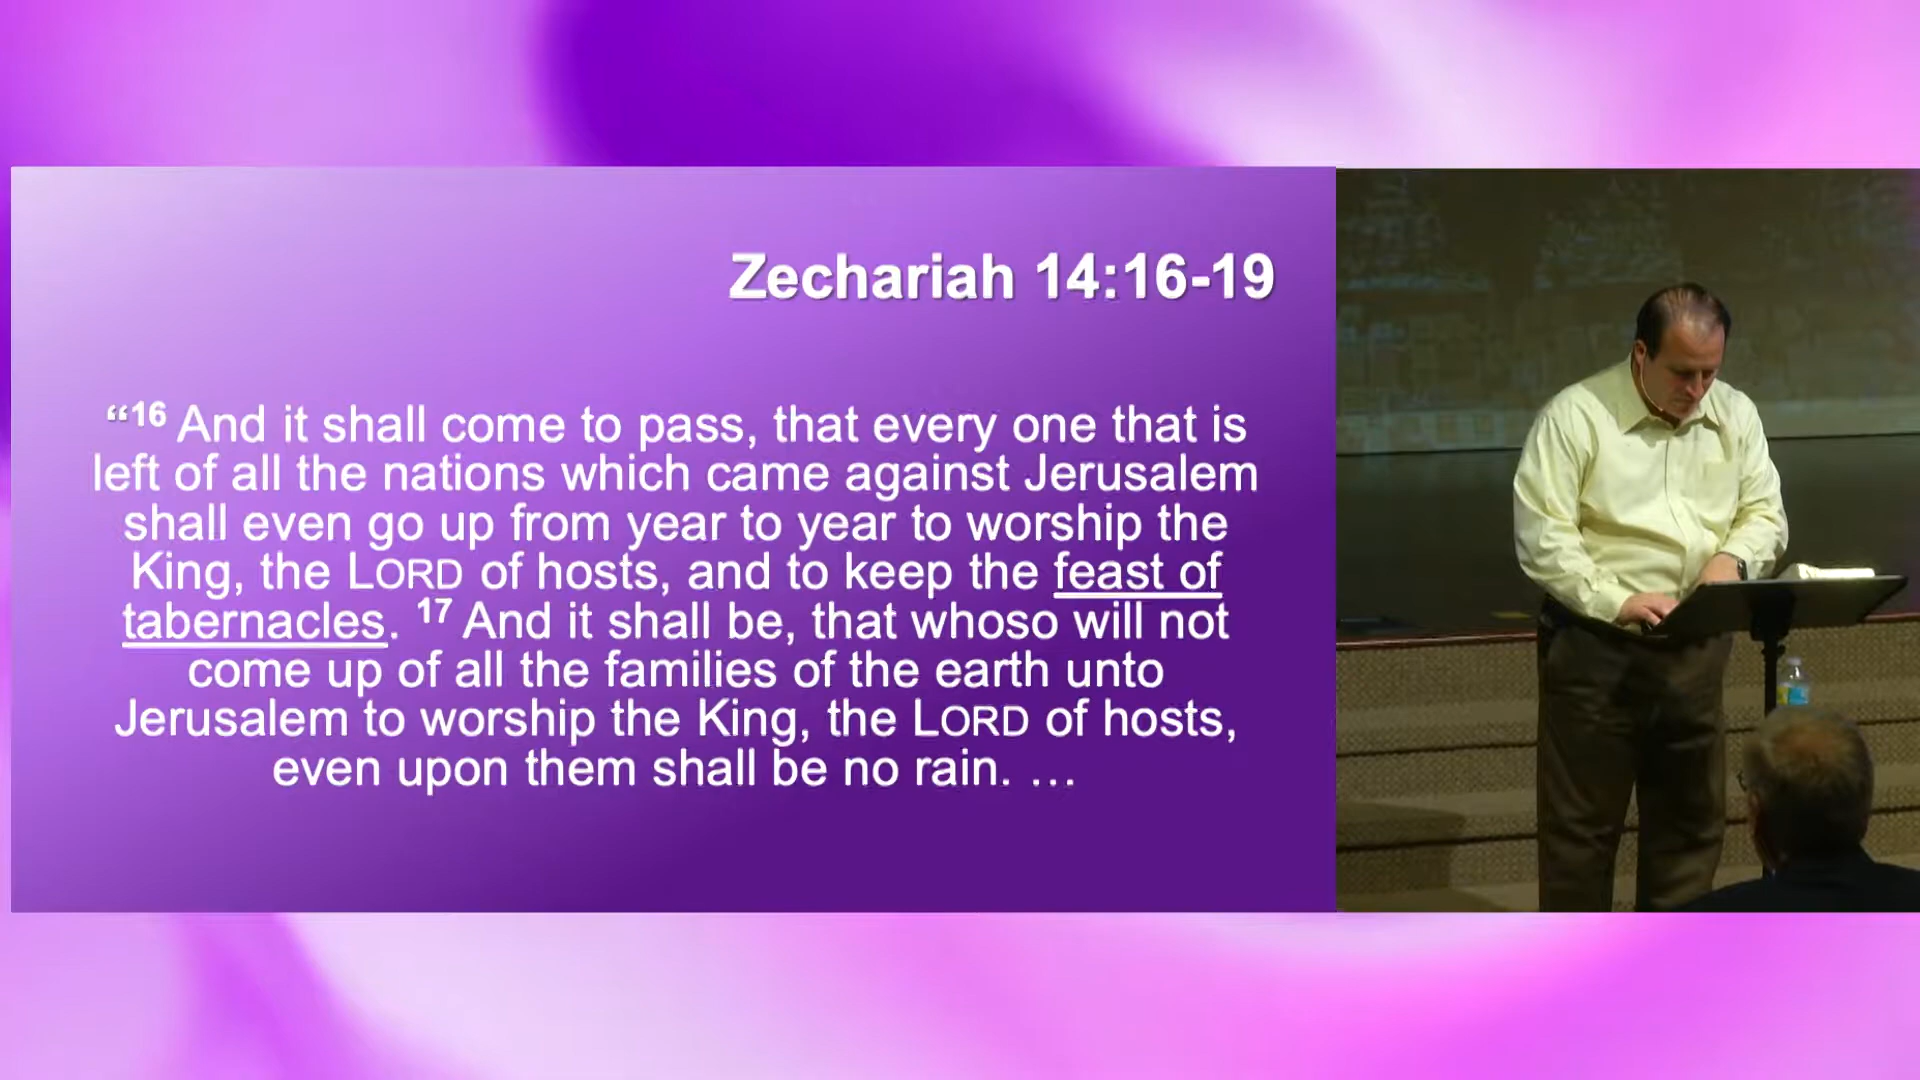 Zechariah 14:16-19
“16 And it shall come to pass, that every one that is
left of all the nations which came against Jerusalem
shall even go up from year to year to worship the
King, the LORD of hosts, and to keep the feast of
tabernacles. 17 And it shall be, that whoso will not
come up of all the families of the earth unto
Jerusalem to worship the King, the LORD of hosts,
even upon them shall be no rain. …